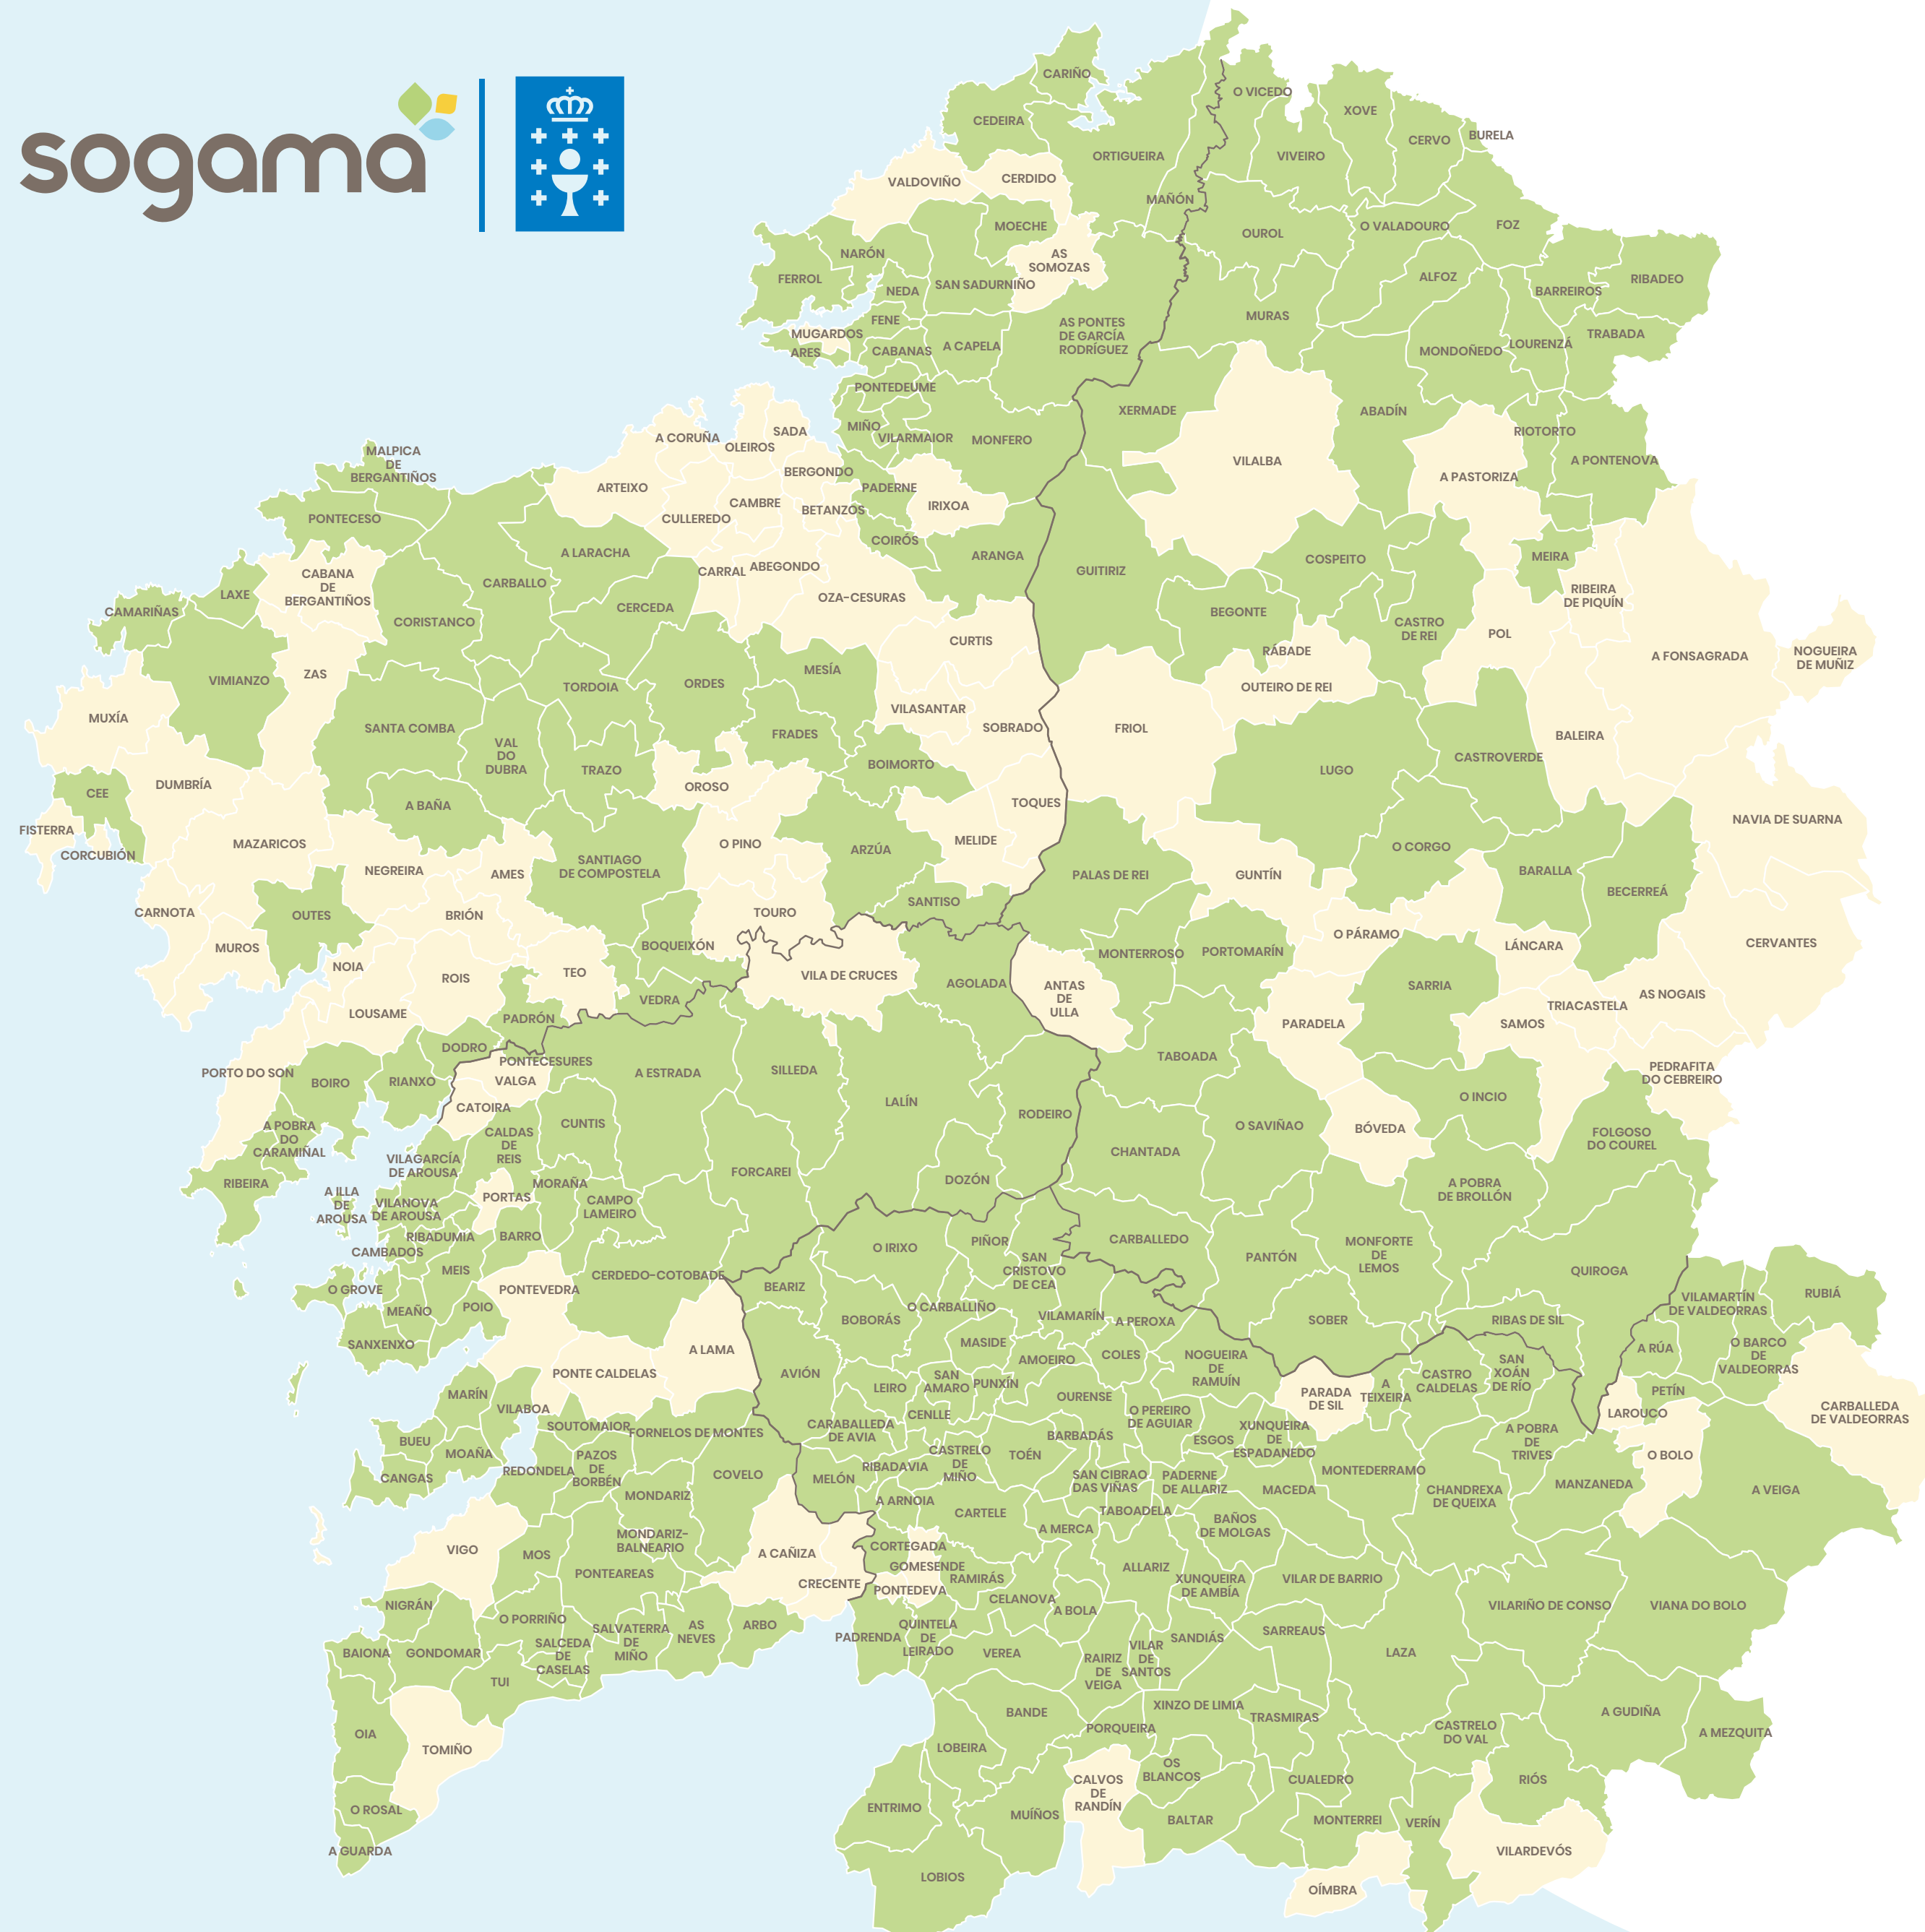 sogama
CARIÑO
O VICEDO
XOVE
CEDEIRA
CERVO
BURELA
ORTIGUEIRA
VIVEIRO
VALDOVIÑO
CERDIDO
MAÑÓN
MOECHE
OUROL
O VALADOURO
FOZ
NARÓN
AS
SOMOZAS
FERROL
NEDA
SAN SADURNIÑO
ALFOZ
BARREIROS
RIBADEO
MURAS
FENE
AS PONTES
DE GARCÍA
RODRÍGUEZ
MUGARDOS
ARES
CABANAS
A CAPELA
MONDOÑEDO
LOURENZÁ
TRABADA
PONTEDEUME
XERMADE
ABADÍN
MIÑO
VILARMAIOR
MONFERO
RIOTORTO
A CORUÑA
OLEIROS
SADA
MALPICA
DE
BERGANTIÑOS
BERGONDO
VILALBA
A PASTORIZA
A PONTENOVA
ARTEIXO
PADERNE
IRIXOA
CAMBRE
BETANZOS
CULLEREDO
PONTECESO
COIRÓS
ARANGA
A LARACHA
COSPEITO
MEIRA
CARRAL
ABEGONDO
GUITIRIZ
CABANA
DE
BERGANTIÑOS
CARBALLO
LAXE
OZA-CESURAS
RIBEIRA
DE PIQUÍN
CAMARIÑAS
CERCEDA
BEGONTE
CORISTANCO
CASTRO
DE REI
POL
CURTIS
RÁBADE
A FONSAGRADA
NOGUEIRA
DE MUÑIZ
ZAS
VIMIANZO
TORDOIA
ORDES
MESÍA
OUTEIRO DE REI
MUXÍA
VILASANTAR
SOBRADO
FRIOL
SANTA COMBA
VAL
DO
DUBRA
FRADES
BALEIRA
CASTROVERDE
TRAZO
BOIMORTO
LUGO
CEE
DUMBRÍA
OROSO
A BAÑA
TOQUES
NAVIA DE SUARNA
FISTERRA
CORCUBIÓN
MAZARICOS
O PINO
ARZÚA
MELIDE
O CORGO
NEGREIRA
AMES
SANTIAGO
DE COMPOSTELA
PALAS DE REI
GUNTÍN
BARALLA
BECERREÁ
CARNOTA
OUTES
BRIÓN
TOURO
SANTISO
MUROS
BOQUEIXÓN
O PÁRAMO
LÁNCARA
CERVANTES
NOIA
ROIS
TEO
VILA DE CRUCES
AGOLADA
MONTERROSO
PORTOMARÍN
ANTAS
DE
ULLA
SARRIA
AS NOGAIS
LOUSAME
VEDRA
PADRÓN
PARADELA
SAMOS
TRIACASTELA
DODRO
PONTECESURES
TABOADA
PORTO DO SON
BOIRO
RIANXO
VALGA
A ESTRADA
SILLEDA
PEDRAFITA
DO CEBREIRO
CATOIRA
LALÍN
RODEIRO
O INCIO
A POBRA
DO
CARAMIÑAL
CUNTIS
CALDAS
DE
REIS
O SAVIÑAO
BÓVEDA
FOLGOSO
DO COUREL
VILAGARCÍA
DE AROUSA
FORCAREI
CHANTADA
RIBEIRA
A ILLA
DE
AROUSA
VILANOVA
DE AROUSA
PORTAS
MORAÑA
CAMPO
LAMEIRO
DOZÓN
A POBRA
DE BROLLÓN
RIBADUMIA
BARRO
CAMBADOS
O IRIXO
PIÑOR
SAN
CRISTOVO
DE CEA
CARBALLEDO
PANTÓN
MONFORTE
DE
LEMOS
QUIROGA
MEIS
O GROVE
PONTEVEDRA
CERDEDO-COTOBADE
BEARIZ
MEAÑO
POIO
BOBORÁS
O CARBALLIÑO
VILAMARÍN
A PEROXA
SOBER
RIBAS DE SIL
VILAMARTÍN
DE VALDEORRAS
RUBIÁ
SANXENXO
A LAMA
MASIDE
AMOEIRO
COLES
NOGUEIRA
DE
RAMUÍN
A RÚA
O BARCO
DE
VALDEORRAS
PONTE CALDELAS
AVIÓN
LEIRO
SAN
AMARO
PUNXÍN
OURENSE
PARADA
DE SIL
A
TEIXEIRA
CASTRO
CALDELAS
SAN
XOÁN
DE RÍO
PETÍN
LAROUCO
CARBALLEDA
DE VALDEORRAS
MARÍN
VILABOA
SOUTOMAIOR
FORNELOS DE MONTES
CARABALLEDA
DE AVIA
CENLLE
O PEREIRO
DE AGUIAR
BARBADÁS
ESGOS
XUNQUEIRA
DE
ESPADANEDO
A POBRA
DE
TRIVES
BUEU
MOAÑA
CANGAS
REDONDELA
PAZOS
DE
BORBÉN
COVELO
MELÓN
RIBADAVIA
CASTRELO
DE
MIÑO
TOÉN
SAN CIBRAO
DAS VIÑAS
PADERNE
DE ALLARIZ
MACEDA
MONTEDERRAMO
CHANDREXA
DE QUEIXA
MANZANEDA
O BOLO
A VEIGA
MONDARIZ
A ARNOIA
CARTELE
A MERCA
TABOADELA
BAÑOS
DE MOLGAS
VIGO
MOS
MONDARIZ-
BALNEARIO
A CAÑIZA
CORTEGADA
GOMESENDE
PONTEAREAS
CRECENTE
PONTEDEVA
RAMIRÁS
ALLARIZ
XUNQUEIRA
DE AMBÍA
VILAR DE BARRIO
CELANOVA
A BOLA
VILARIÑO DE CONSO
VIANA DO BOLO
NIGRÁN
O PORRIÑO
SALVATERRA
DE
MIÑO
AS
NEVES
ARBO
PADRENDA
QUINTELA
DE
LEIRADO
VEREA
SANDIÁS
SARREAUS
BAIONA
GONDOMAR
SALCEDA
DE
CASELAS
RAIRIZ
DE
VEIGA
VILAR
DE
SANTOS
LAZA
TUI
OIA
TOMIÑO
BANDE
XINZO DE LIMIA
PORQUEIRA
TRASMIRAS
CASTRELO
DO VAL
A GUDIÑA
A MEZQUITA
LOBEIRA
OS
BLANCOS
CALVOS
DE
RANDÍN
CUALEDRO
RIÓS
O ROSAL
ENTRIMO
MUÍÑOS
BALTAR
MONTERREI
VERÍN
A GUARDA
VILARDEVÓS
LOBIOS
OÍMBRA